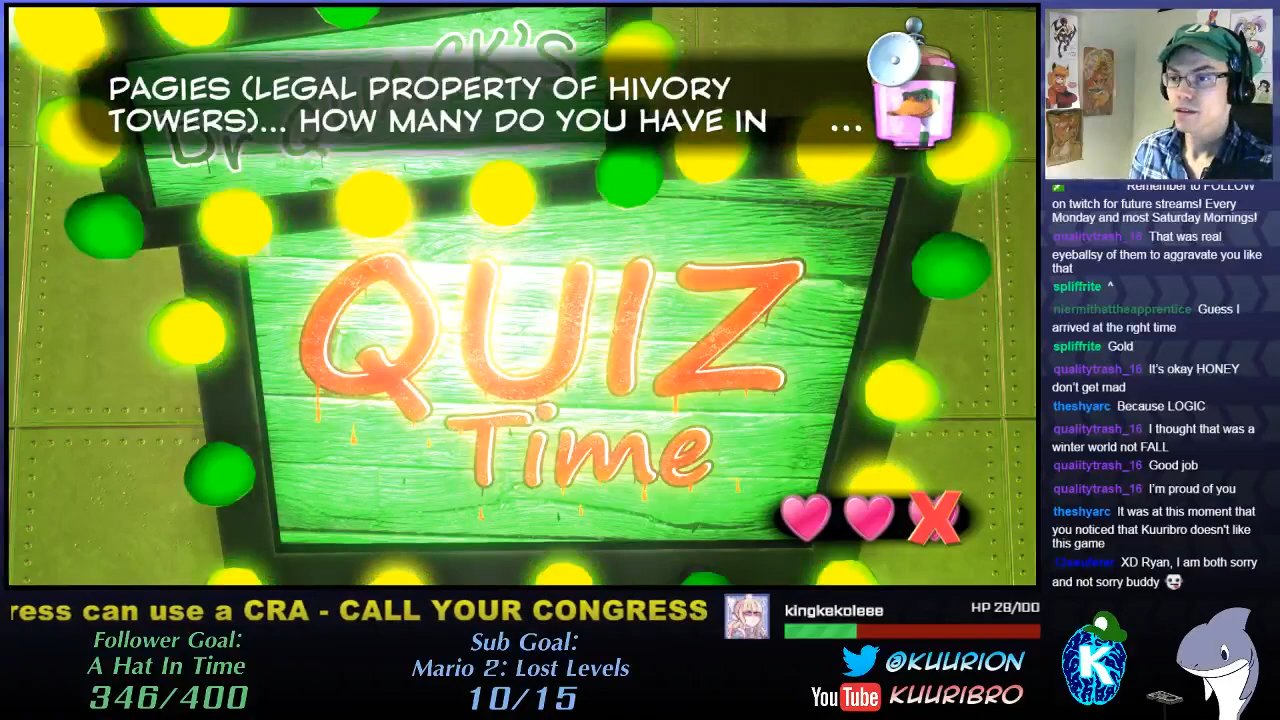 PAGIES (LEGAL PROPERTY OF HIVORY
TOWERS)... HOW MANY DO YOU HAVE IN ...
Dr QUACK'S
QUIZ
Time
Remember to FOLLOW
on twitch for future streams! Every
Monday and most Saturday Mornings!
qualitytrash_16 That was real
eyeballsy of them to aggravate you like
that
spliffrite ^
niermithattheapprentice Guess I
arrived at the right time
spliffrite Gold
qualitytrash_16 It's okay HONEY
don't get mad
theshyarc Because LOGIC
qualitytrash_16 I thought that was a
winter world not FALL
qualitytrash_16 Good job
qualitytrash_16 I'm proud of you
theshyarc It was at this moment that
you noticed that Kuuribro doesn't like
this game
XD Ryan, I am both sorry
and not sorry buddy
ress can use a CRA - CALL YOUR CONGRESS
kingkekoleee HP 28/100
Follower Goal:
A Hat In Time
346/400
Sub Goal:
Mario 2: Lost Levels
10/15
@KUURION
YouTube KUURIBRO
K